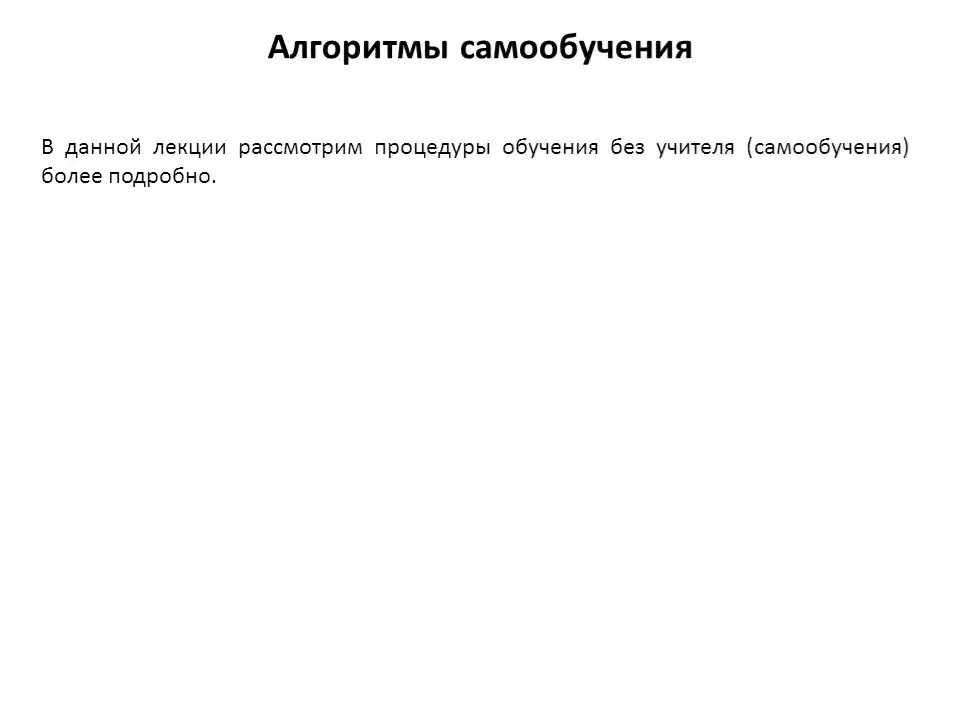 Алгоритмы самообучения
В данной лекции рассмотрим процедуры обучения без учителя (самообучения)
более подробно.